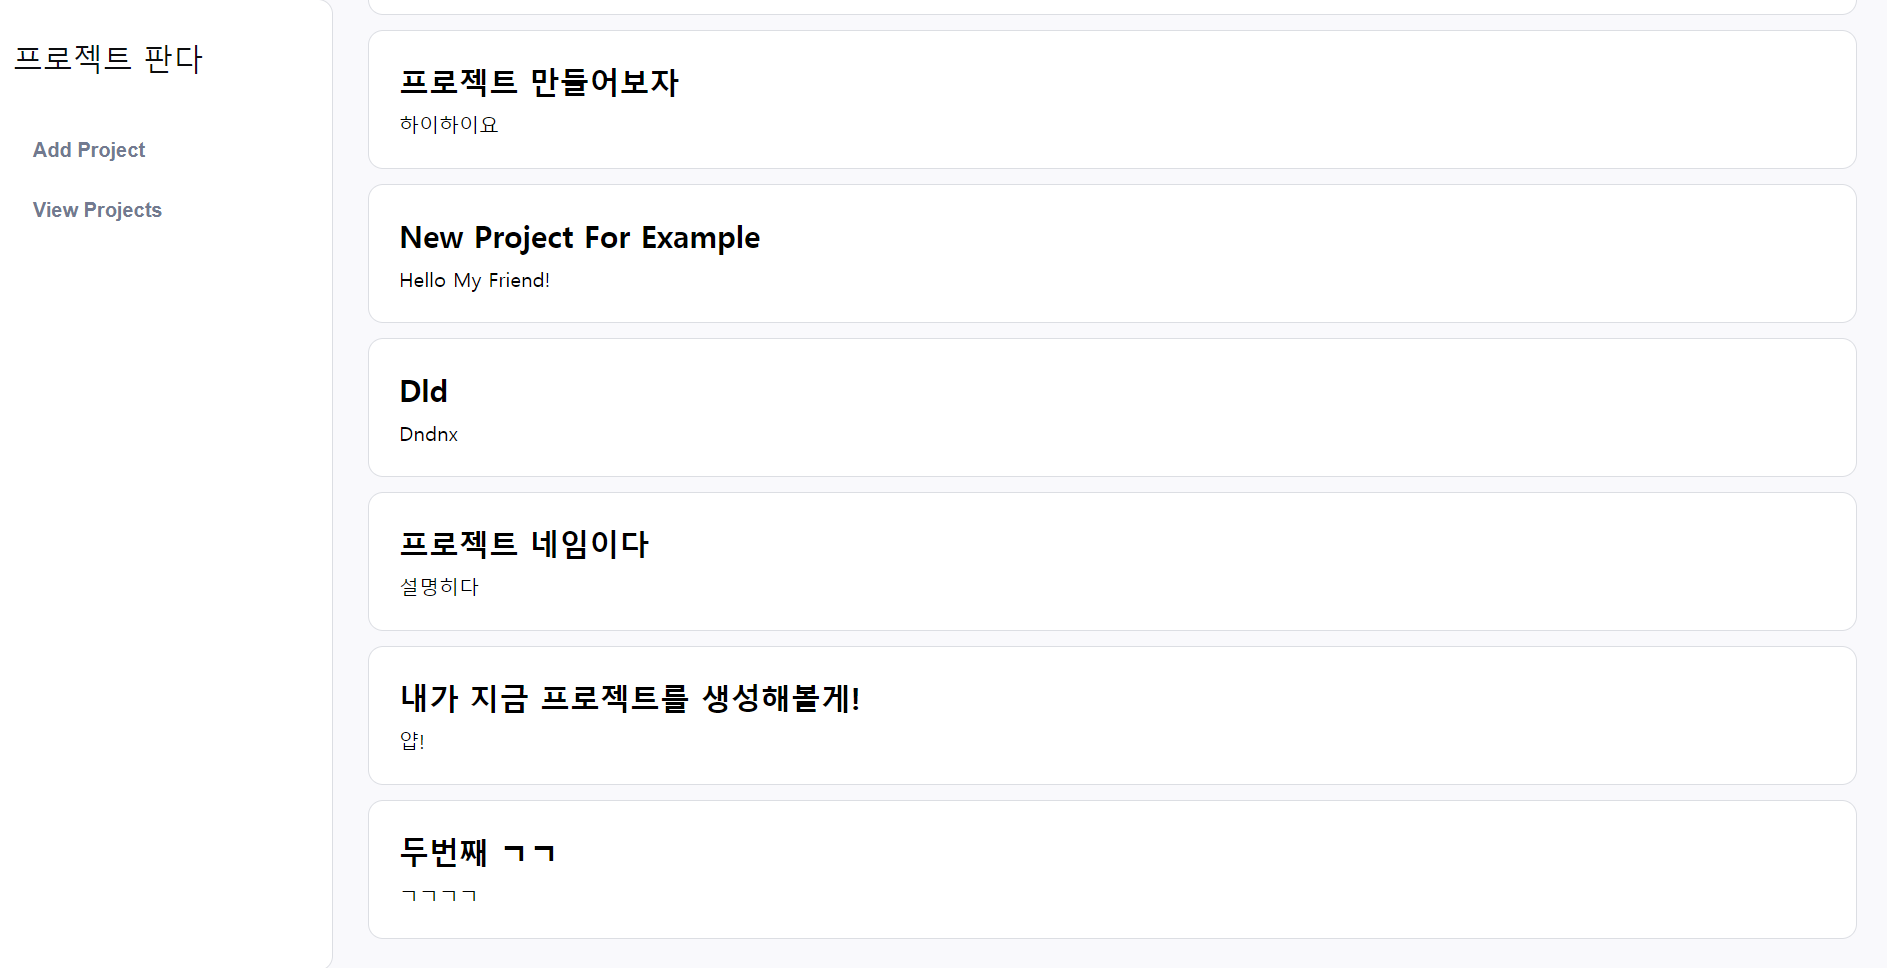 프로젝트 판다
Add Project
View Projects
프로젝트 만들어보자
하이하이요
New Project For Example
Hello My Friend!
Dld
Dndnx
프로젝트 네임이다
설명히다
내가 지금 프로젝트를 생성해볼게!
얍!
두번째 ㄱㄱ
ㄱㄱㄱㄱ